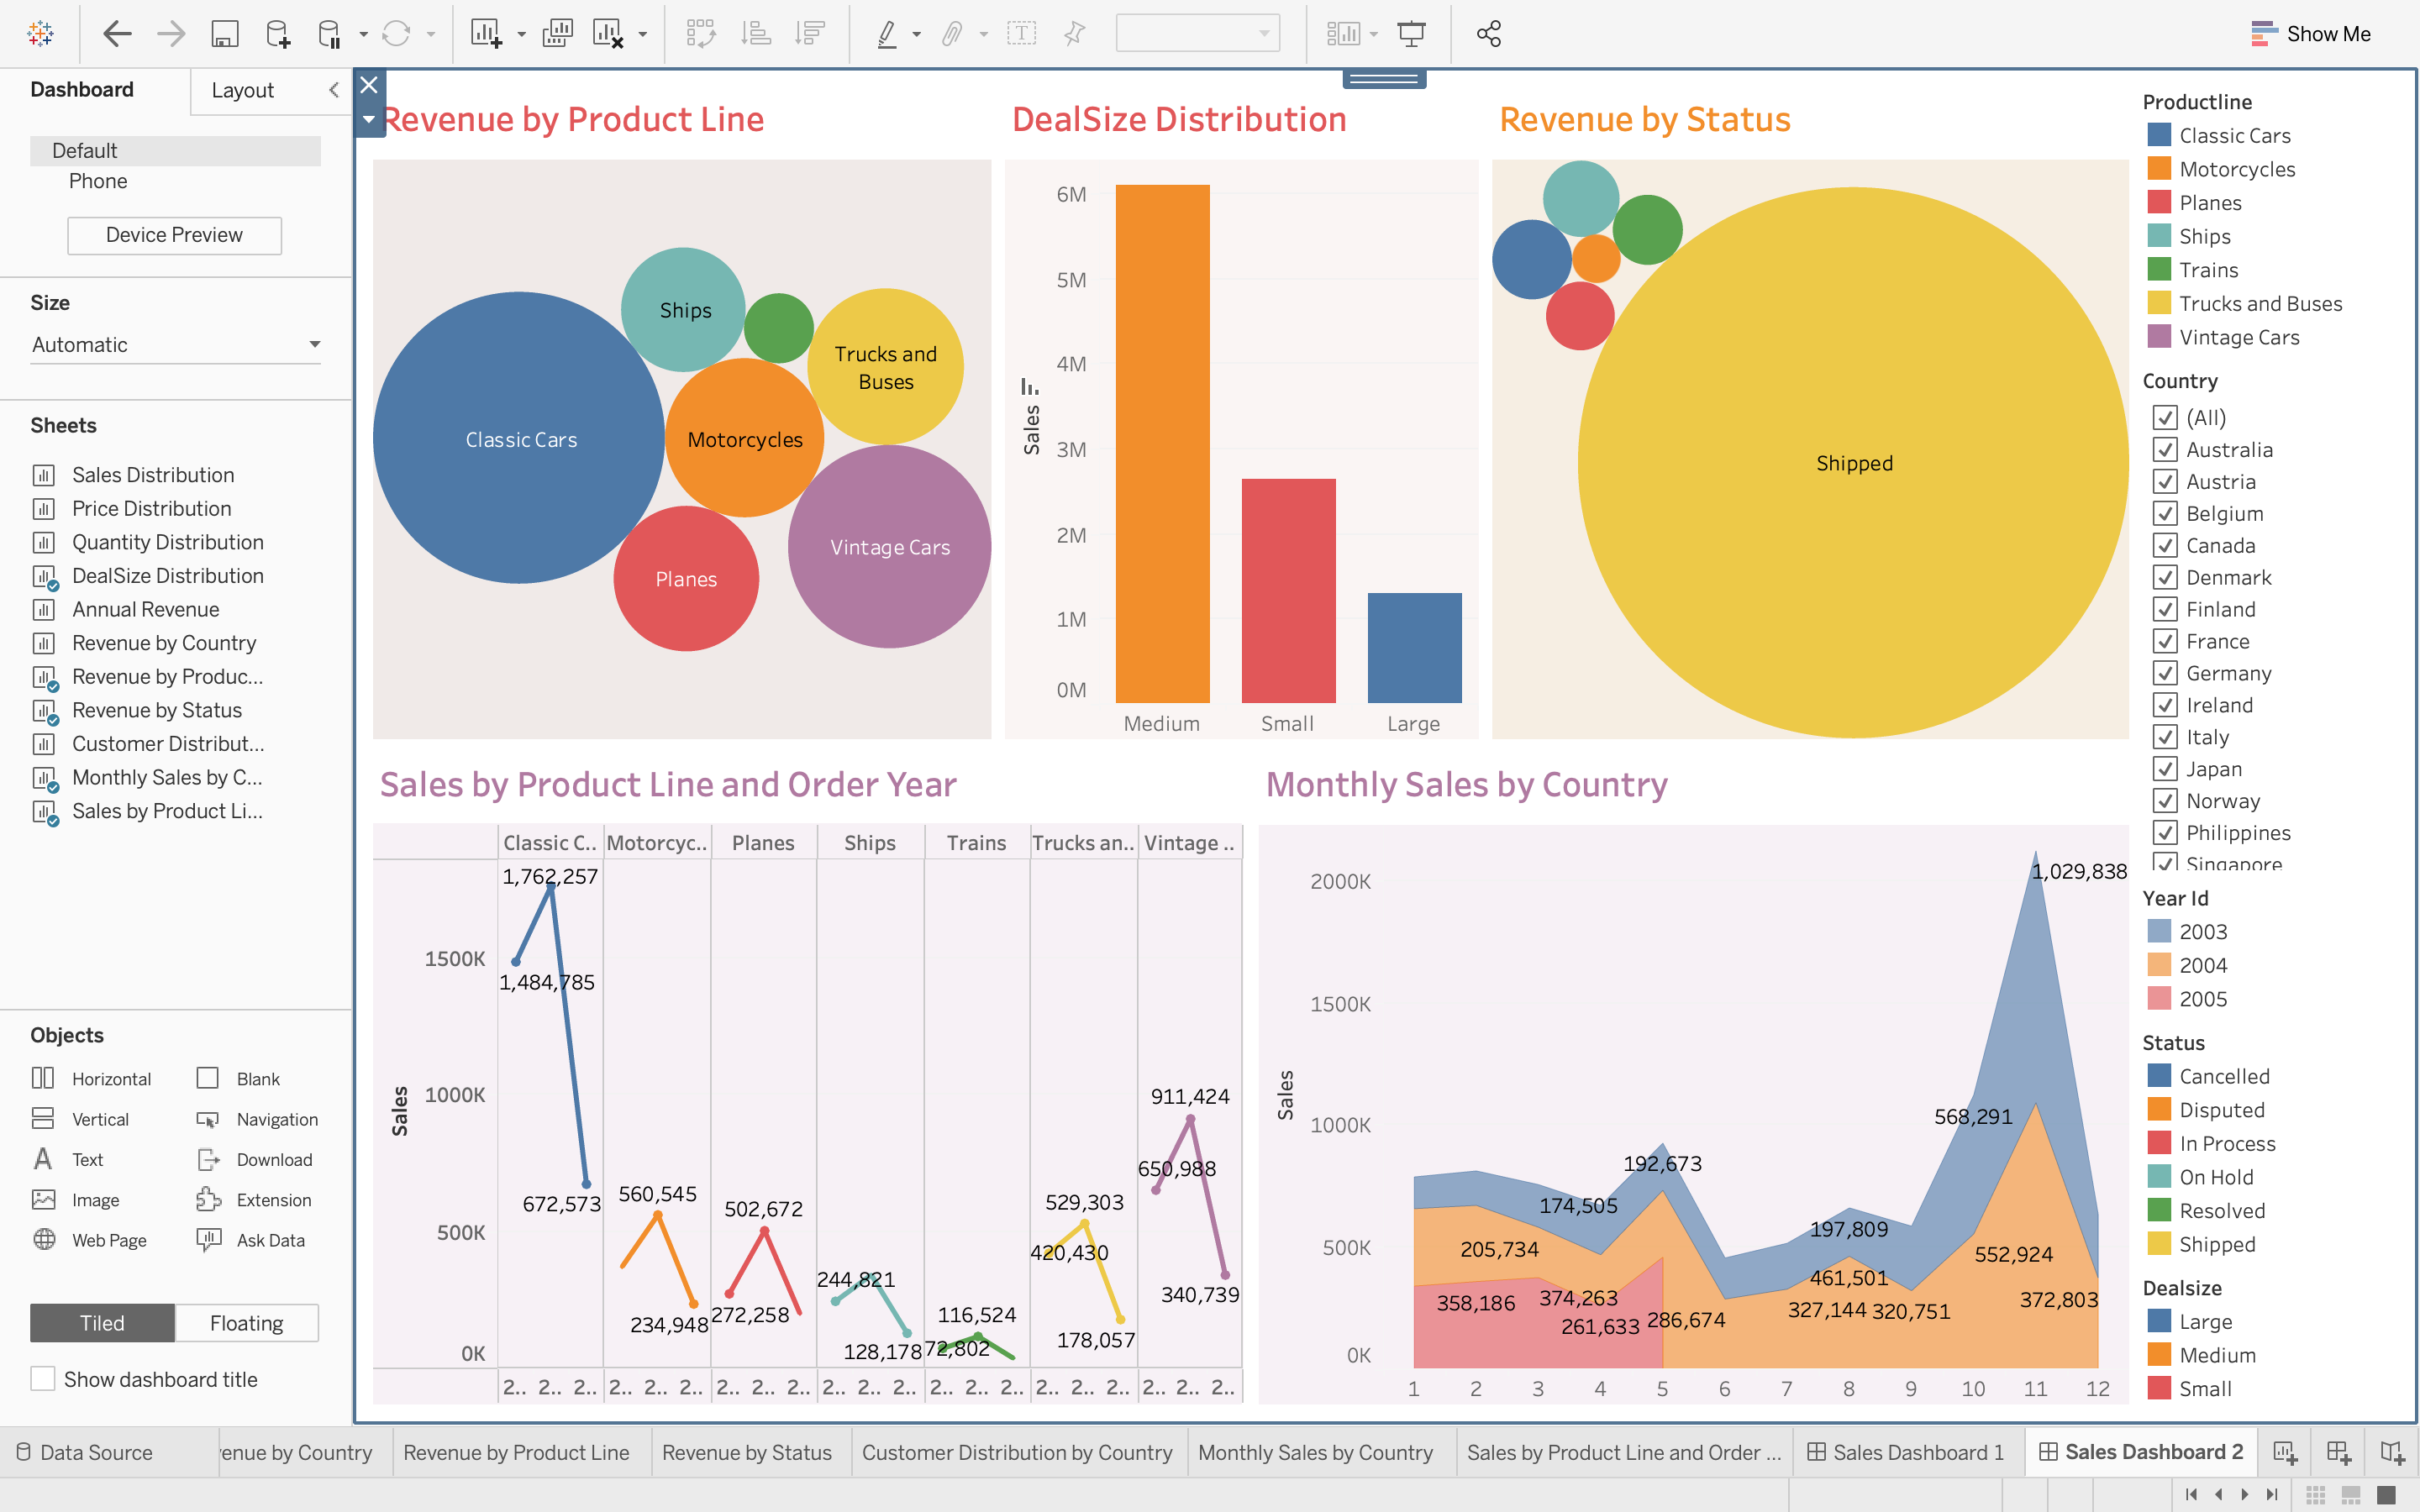 Show Me
Dashboard
Layout
Default
Phone
Device Preview
Size
Automatic
Sheets
Sales Distribution
Price Distribution
Quantity Distribution
DealSize Distribution
Annual Revenue
Revenue by Country
Revenue by Produc...
Revenue by Status
Customer Distribut...
Monthly Sales by C...
Sales by Product Li...
Objects
Horizontal
Blank
Vertical
Navigation
Text
Download
Image
Extension
Web Page
Ask Data
Tiled
Floating
Show dashboard title
Revenue by Product Line
Ships
Trucks and
Buses
Classic Cars
Motorcycles
Vintage Cars
Planes
DealSize Distribution
Sales
6M
5M
4M
3M
2M
1M
0M
Medium
Small
Large
Revenue by Status
Shipped
Sales by Product Line and Order Year
Classic C..
Motorcyc..
Planes
Ships
Trains
Trucks an..
Vintage ..
Sales
1500K
1000K
500K
0K
1,762,257
1,484,785
672,573
560,545
234,948
502,672
272,258
244,821
128,178
116,524
72,802
529,303
420,430
178,057
911,424
650,988
340,739
2.. 2.. 2.. 2.. 2.. 2.. 2.. 2.. 2.. 2.. 2.. 2.. 2.. 2.. 2.. 2.. 2.. 2.. 2.. 2.. 2..
Monthly Sales by Country
Sales
2000K
1500K
1000K
500K
0K
1,029,838
568,291
192,673
174,505
197,809
205,734
552,924
461,501
358,186
374,263
327,144
320,751
372,803
261,633
286,674
1 2 3 4 5 6 7 8 9 10 11 12
Productline
Classic Cars
Motorcycles
Planes
Ships
Trains
Trucks and Buses
Vintage Cars
Country
(All)
Australia
Austria
Belgium
Canada
Denmark
Finland
France
Germany
Ireland
Italy
Japan
Norway
Philippines
Singapore
Year Id
2003
2004
2005
Status
Cancelled
Disputed
In Process
On Hold
Resolved
Shipped
Dealsize
Large
Medium
Small
Data Source
enue by Country
Revenue by Product Line
Revenue by Status
Customer Distribution by Country
Monthly Sales by Country
Sales by Product Line and Order ...
Sales Dashboard 1
Sales Dashboard 2